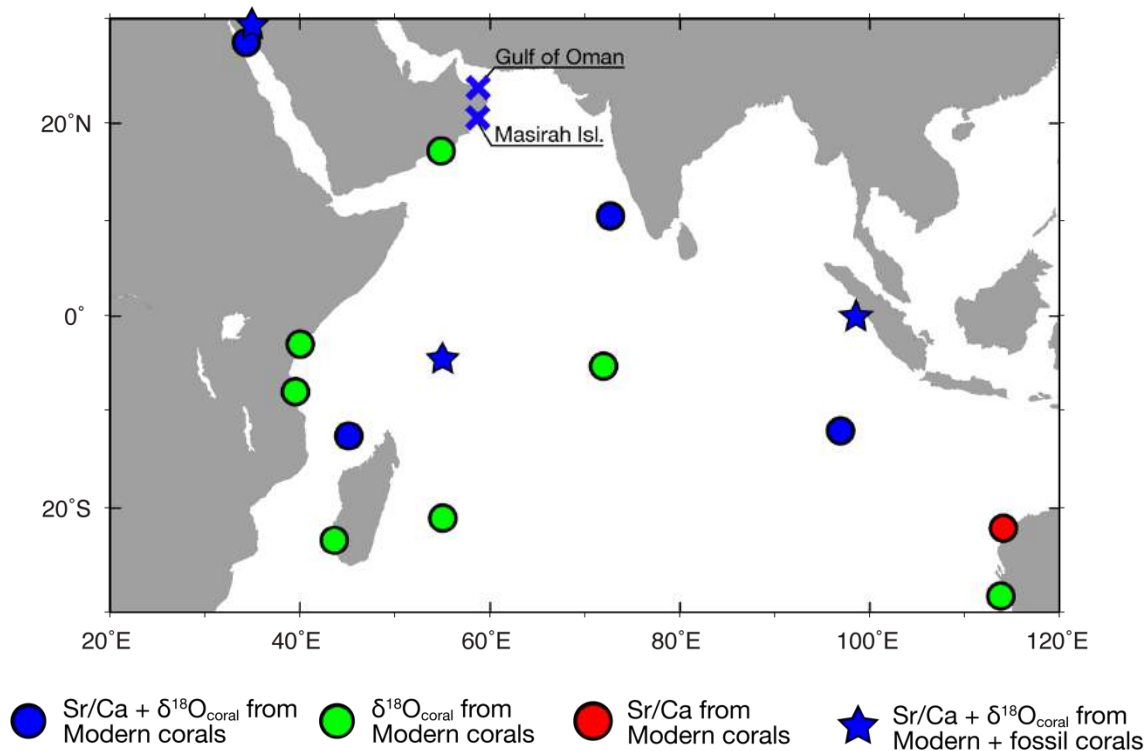 Gulf of Oman
20˚N
Masirah Isl.
0˚
20˚S
20˚E 40˚E 60˚E 80˚E 100˚E 120˚E
Sr/Ca + δ¹⁸Ocoral from
Modern corals
δ¹⁸Ocoral from
Modern corals
Sr/Ca from
Modern corals
Sr/Ca + δ¹⁸Ocoral from
Modern + fossil corals